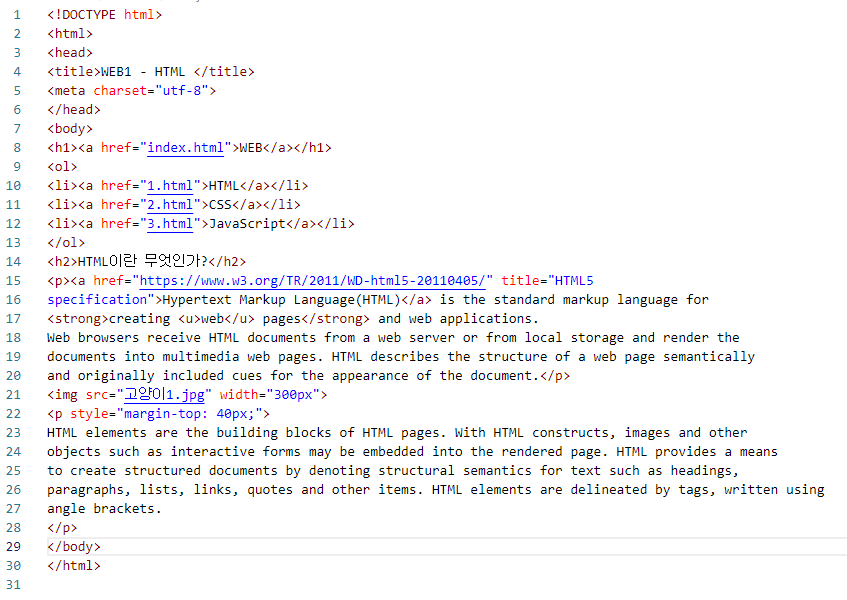 1 <!DOCTYPE html>
2 <html>
3 <head>
4 <title>WEB1 - HTML </title>
5 <meta charset="utf-8">
6 </head>
7 <body>
8 <h1><a href="index.html">WEB</a></h1>
9 <ol>
10 <li><a href="1.html">HTML</a></li>
11 <li><a href="2.html">CSS</a></li>
12 <li><a href="3.html">JavaScript</a></li>
13 </ol>
14 <h2>HTML이란 무엇인가?</h2>
15 <p><a href="https://www.w3.org/TR/2011/WD-html5-20110405/" title="HTML5
16 specification">Hypertext Markup Language(HTML)</a> is the standard markup language for
17 <strong>creating <u>web</u> pages</strong> and web applications.
18 Web browsers receive HTML documents from a web server or from local storage and render the
19 documents into multimedia web pages. HTML describes the structure of a web page semantically
20 and originally included cues for the appearance of the document.</p>
21 <img src="고양이1.jpg" width="300px">
22 <p style="margin-top: 40px;">
23 HTML elements are the building blocks of HTML pages. With HTML constructs, images and other
24 objects such as interactive forms may be embedded into the rendered page. HTML provides a means
25 to create structured documents by denoting structural semantics for text such as headings,
26 paragraphs, lists, links, quotes and other items. HTML elements are delineated by tags, written using
27 angle brackets.
28 </p>
29 </body>
30 </html>
31